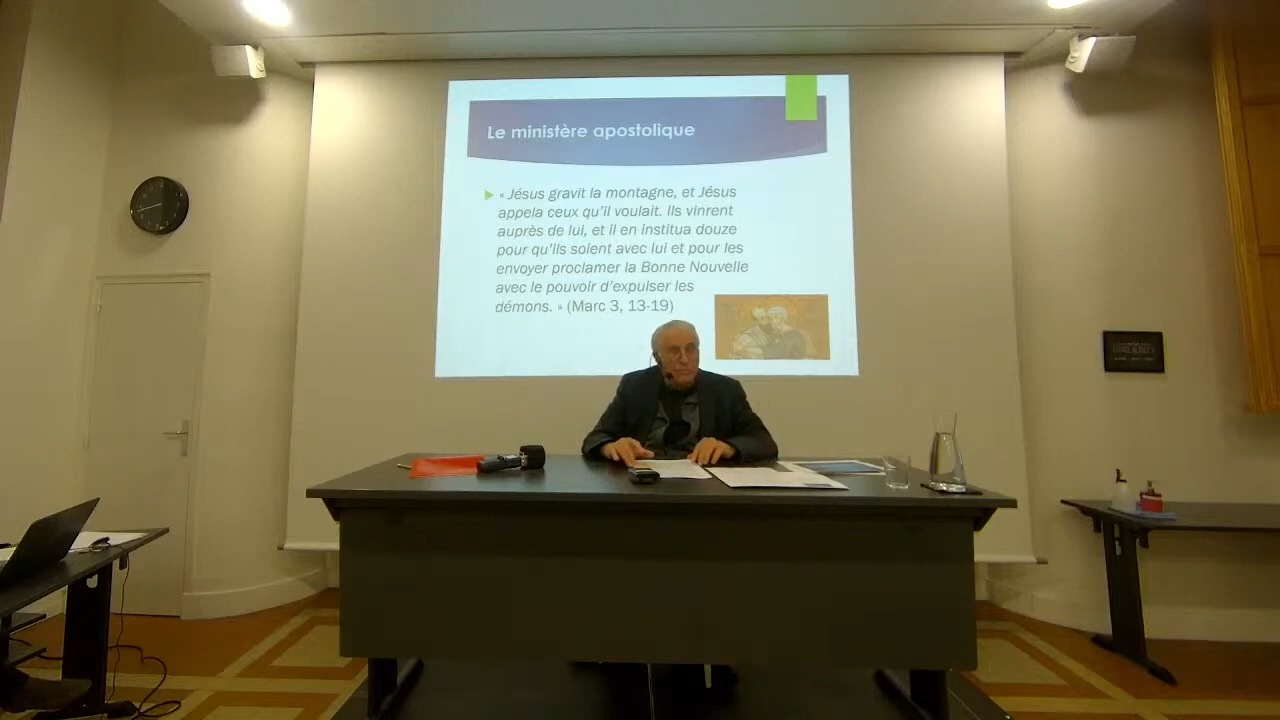 Le ministère apostolique
« Jésus gravit la montagne, et Jésus
appela ceux qu'il voulait. Ils vinrent
auprès de lui, et il en institua douze
pour qu'ils soient avec lui et pour les
envoyer proclamer la Bonne Nouvelle
avec le pouvoir d'expulser les
démons. » (Marc 3, 13-19)